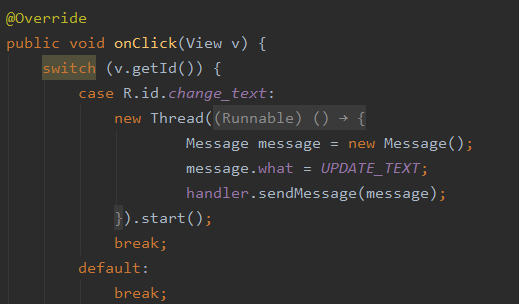 @Override
public void onClick(View v) {
switch (v.getId()) {
case R.id.change_text:
new Thread((Runnable) () → {
Message message = new Message();
message.what = UPDATE_TEXT;
handler.sendMessage(message);
}).start();
break;
default:
break;